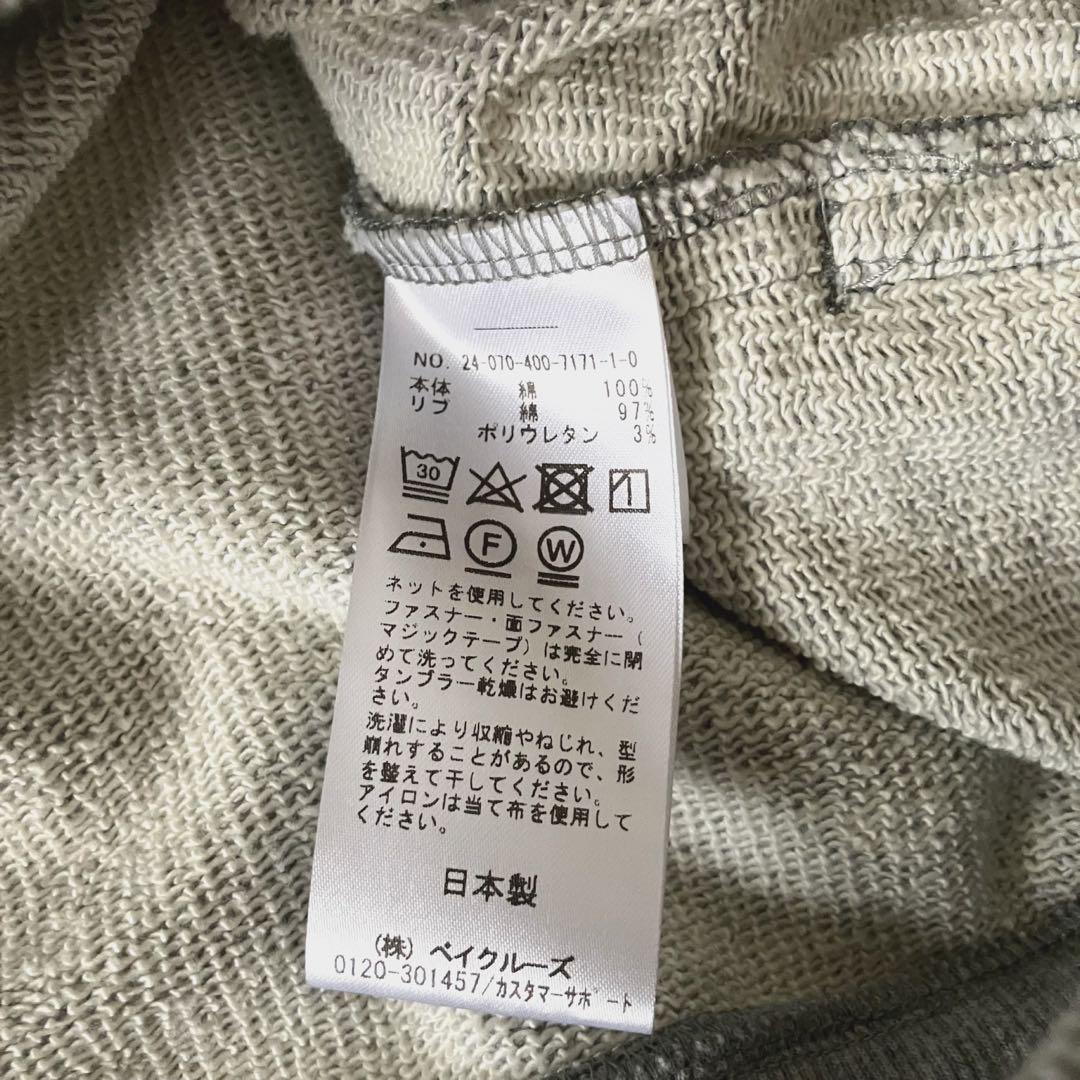 NO. 24-070-400-7171-1-0
本体 綿 100%
リブ 綿 97%
ポリウレタン 3%
30
F W
ネットを使用してください。
ファスナー・面ファスナー(
マジックテープ)は完全に閉
めて洗ってください。
タンブラー乾燥はお避けくだ
さい。
洗濯により収縮やねじれ、型
崩れすることがあるので、形
を整えて干してください。
アイロンは当て布を使用して
ください。
日本製
(株) ベイクルーズ
0120-301457/カスタマーサポート